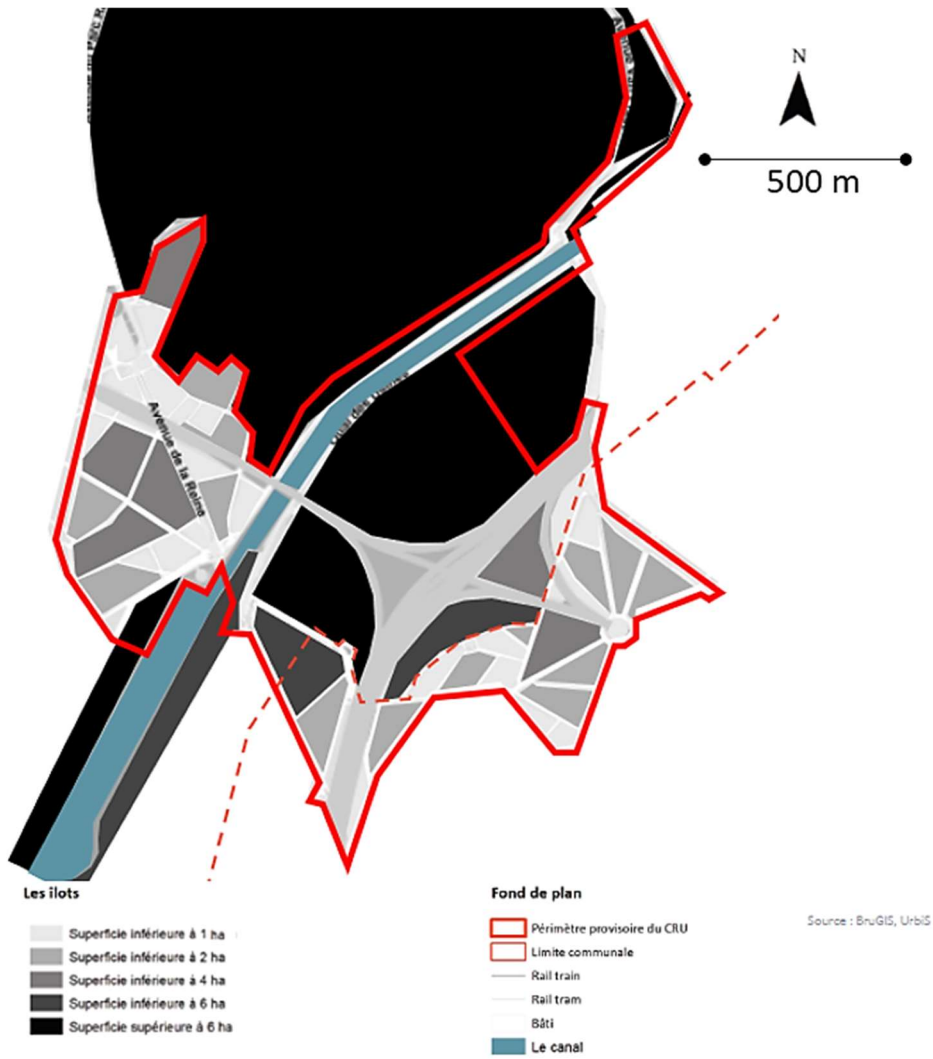 N
500 m
Avenue de la Reine
Les ilots
Superficie inférieure à 1 ha
Superficie inférieure à 2 ha
Superficie inférieure à 4 ha
Superficie inférieure à 6 ha
Superficie supérieure à 6 ha
Fond de plan
Périmètre provisoire du CRU
Limite communale
Rail train
Rail tram
Bâti
Le canal
Source : BruGIS, UrbiS